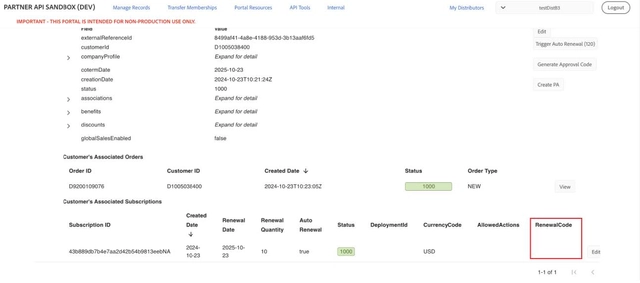 PARTNER API SANDBOX (DEV) Manage Records Transfer Memberships Portal Resources API Tools Internal My Distributors testDist88 Logout
IMPORTANT - THIS PORTAL IS INTENDED FOR NON-PRODUCTION USE ONLY.
Field Value
externalReferenceId 8499af41-4a8e-4188-953d-3b13aaf6fd5
customerId D1005038400
companyProfile Expand for detail
cotermDate 2025-10-23
creationDate 2024-10-23T10:21:24Z
status 1000
associations Expand for detail
benefits Expand for detail
discounts Expand for detail
globalSalesEnabled false
Edit
Trigger Auto Renewal (120)
Generate Approval Code
Create PA
Customer's Associated Orders
Order ID Customer ID Created Date Status Order Type
D9200109076 D1005038400 2024-10-23T10:23:05Z 1000 NEW View
Customer's Associated Subscriptions
Subscription ID Created Date Renewal Date Renewal Quantity Auto Renewal Status DeploymentId CurrencyCode AllowedActions RenewalCode
43b889db7b4e7aa2d42b54b9813eebNA 2024-10-23 2025-10-23 10 true 1000 USD Edit
1-1 of 1